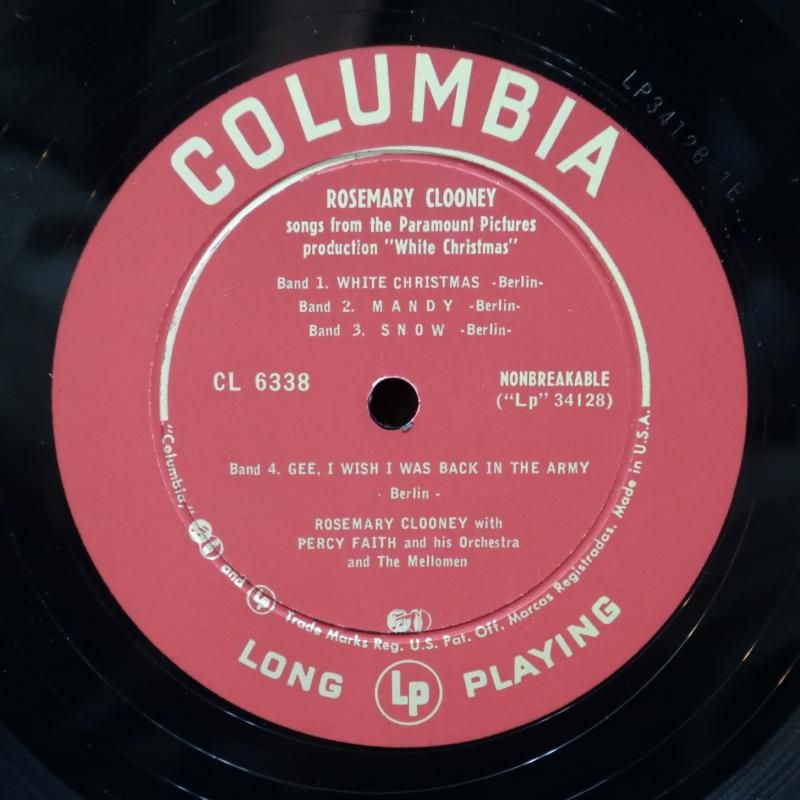 COLUMBIA
LP34128-1E
ROSEMARY CLOONEY
songs from the Paramount Pictures
production "White Christmas"
Band 1. WHITE CHRISTMAS -Berlin-
Band 2. MANDY -Berlin-
Band 3. SNOW -Berlin-
CL 6338
NONBREAKABLE
("Lp" 34128)
Band 4. GEE, I WISH I WAS BACK IN THE ARMY
- Berlin -
ROSEMARY CLOONEY with
PERCY FAITH and his Orchestra
and The Mellomen
"Columbia," and Lp Trade Marks Reg. U.S. Pat. Off. Marcas Registradas. Made in U.S.A.
LONG Lp PLAYING